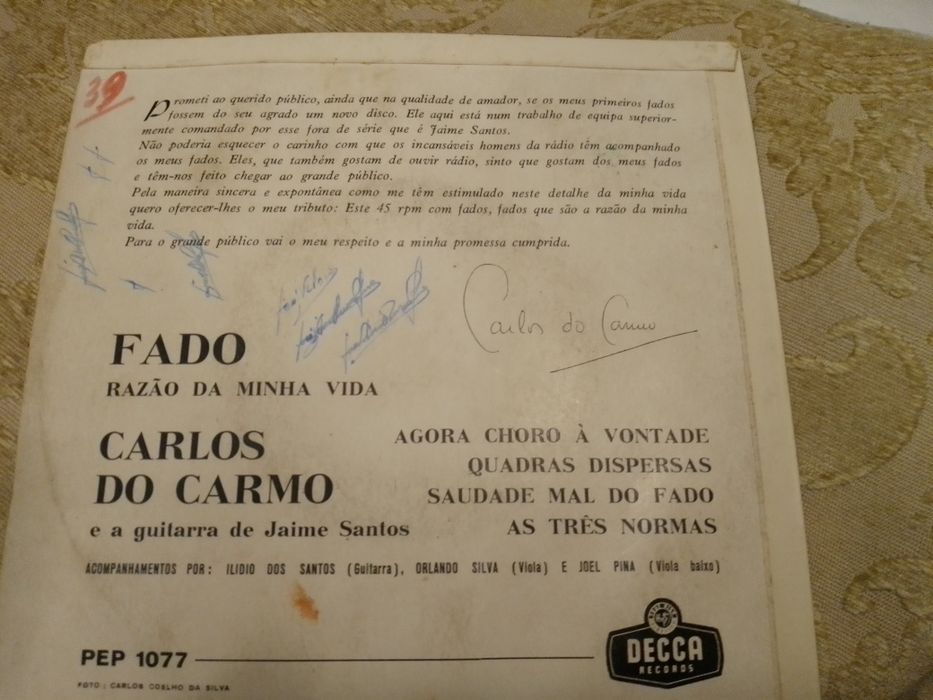 39
Prometi ao querido público, ainda que na qualidade de amador, se os meus primeiros fados
fossem do seu agrado um novo disco. Ele aqui está num trabalho de equipa superior-
mente comandado por esse fora de série que é Jaime Santos.
Não poderia esquecer o carinho com que os incansáveis homens da rádio têm acompanhado
os meus fados. Eles, que também gostam de ouvir rádio, sinto que gostam dos meus fados
e têm-nos feito chegar ao grande público.
Pela maneira sincera e expontânea como me têm estimulado neste detalhe da minha vida
quero oferecer-lhes o meu tributo: Este 45 rpm com fados, fados que são a razão da minha
vida.
Para o grande público vai o meu respeito e a minha promessa cumprida.
Carlos do Carmo
FADO
RAZÃO DA MINHA VIDA
CARLOS
DO CARMO
e a guitarra de Jaime Santos
AGORA CHORO À VONTADE
QUADRAS DISPERSAS
SAUDADE MAL DO FADO
AS TRÊS NORMAS
ACOMPANHAMENTOS POR: ILIDIO DOS SANTOS (Guitarra), ORLANDO SILVA (Viola) E JOEL PINA (Viola baixo)
PEP 1077
DECCA
RECORDS
FOTO: CARLOS COELHO DA SILVA